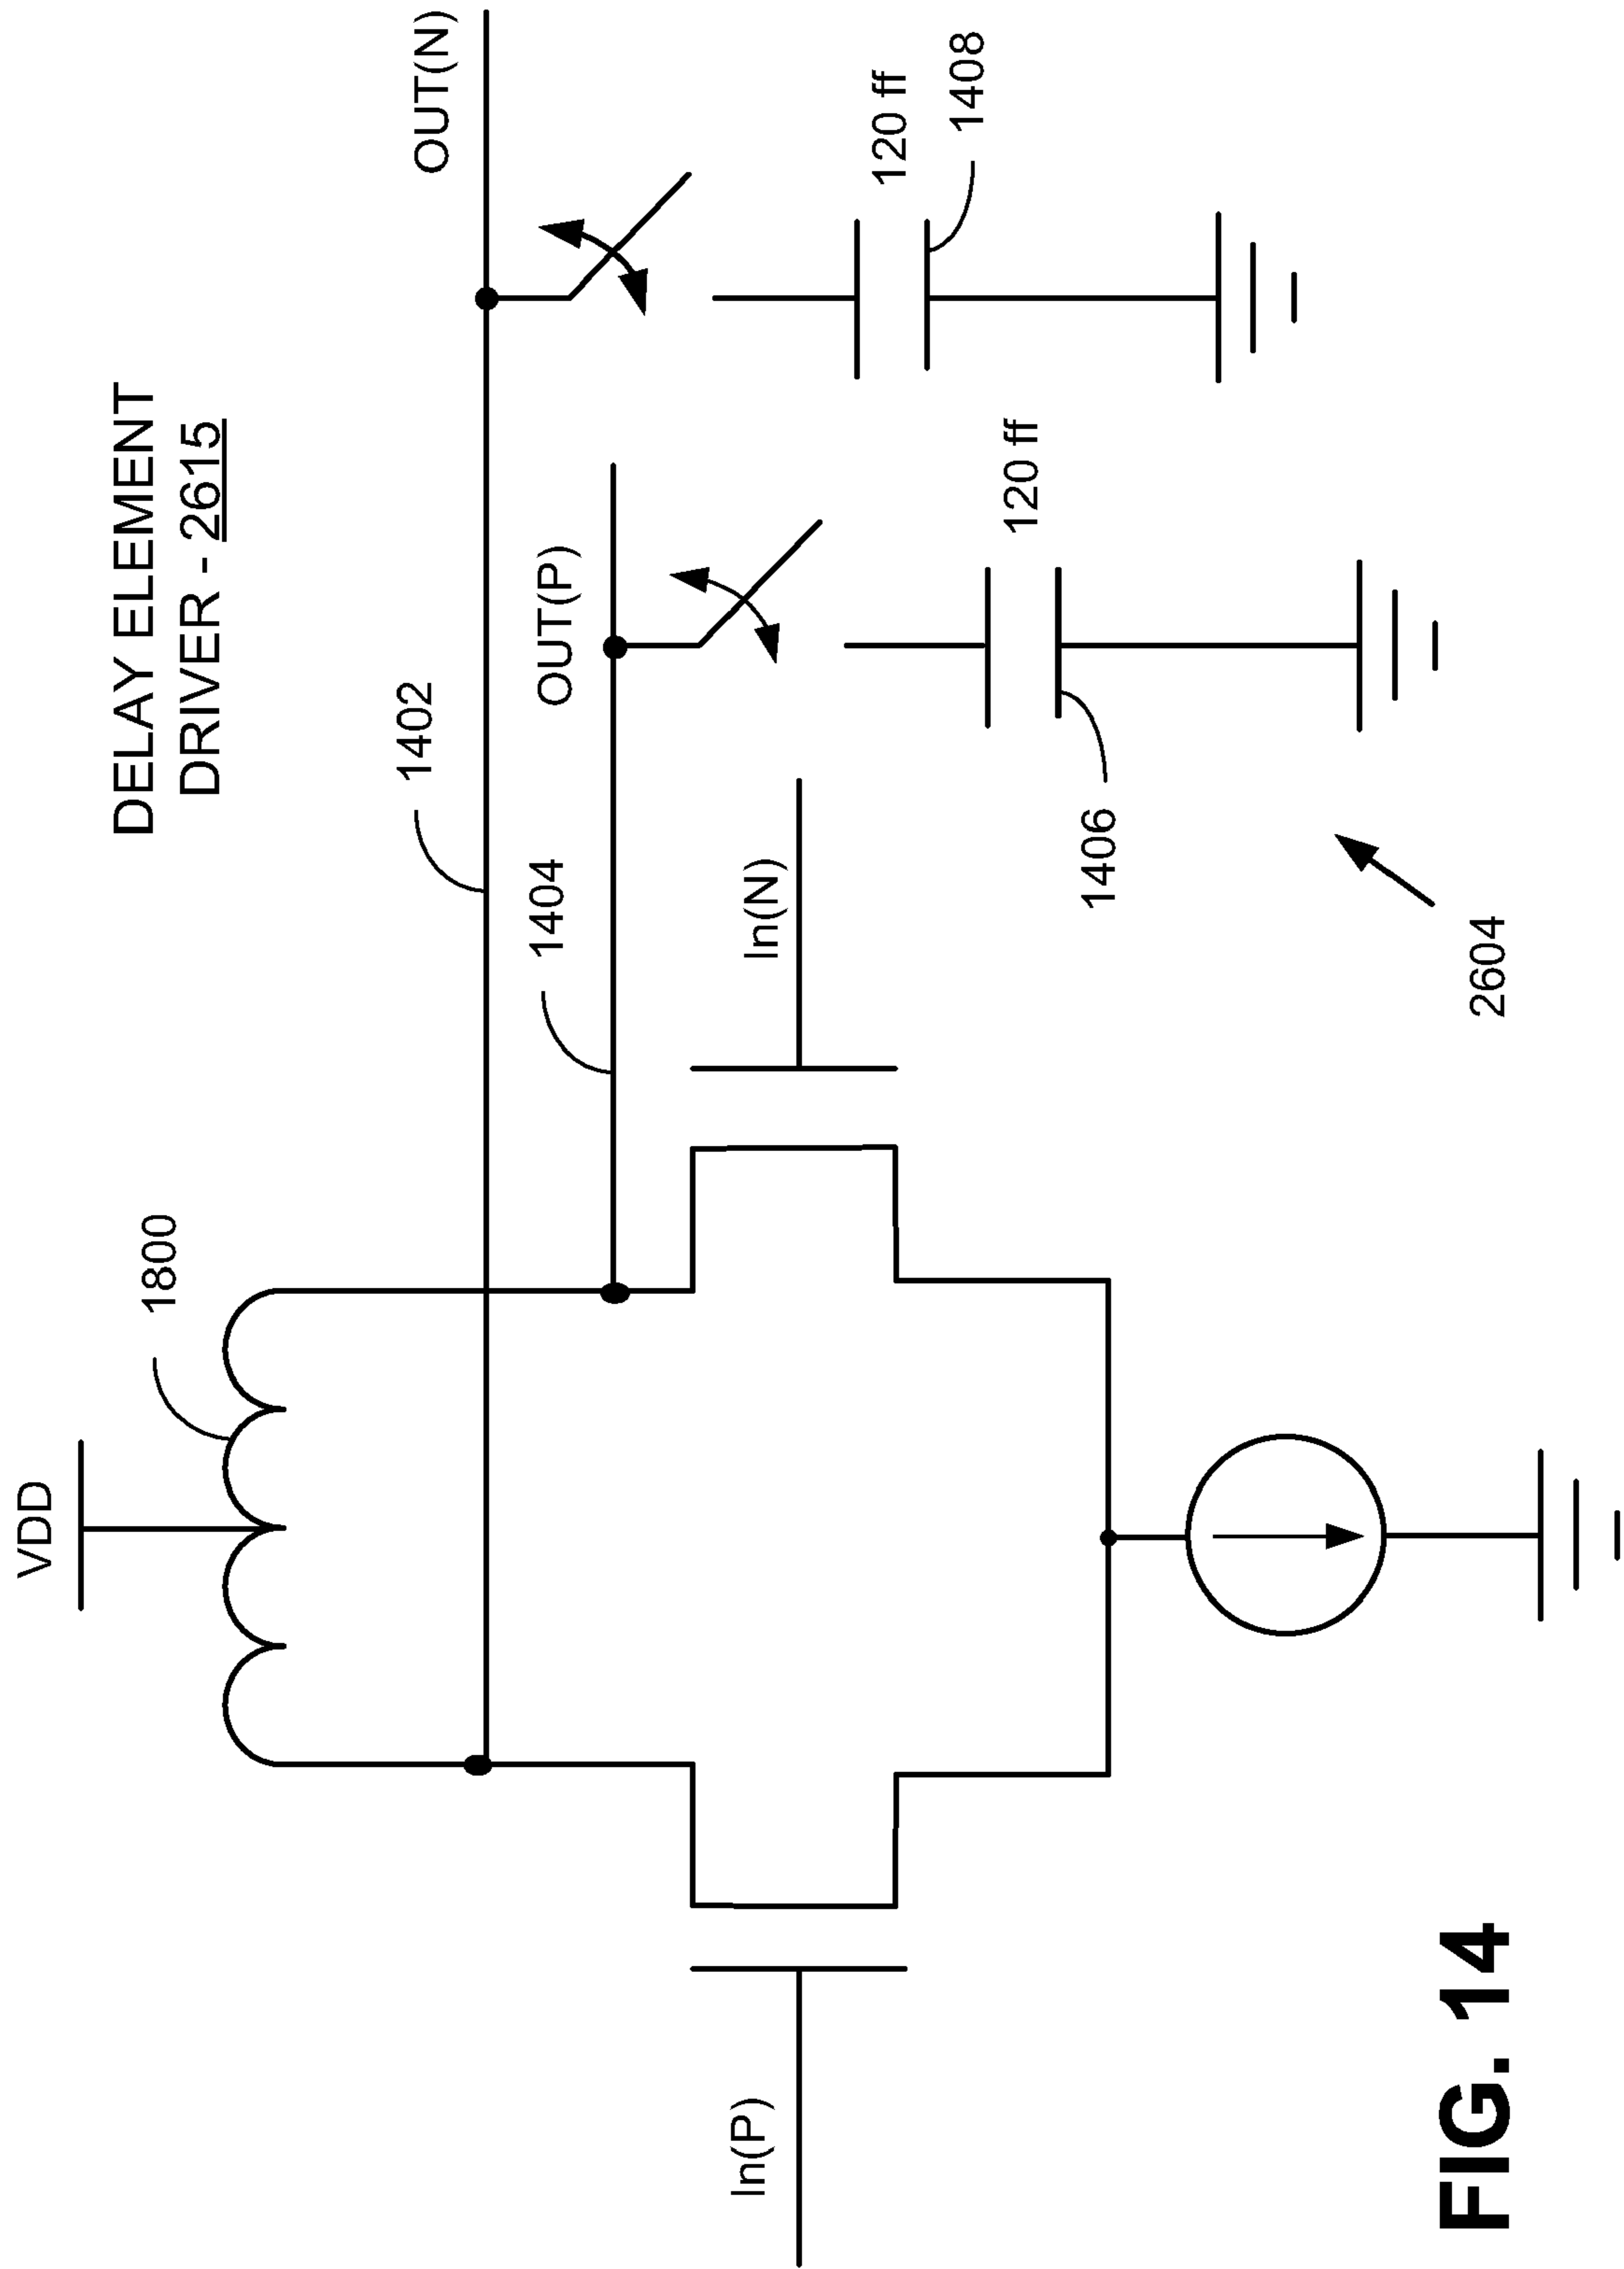 DELAY ELEMENT
DRIVER - 2615
VDD
1800
1402
OUT(N)
1404
OUT(P)
In(P)
In(N)
120 ff
1408
120 ff
1406
2604
FIG. 14